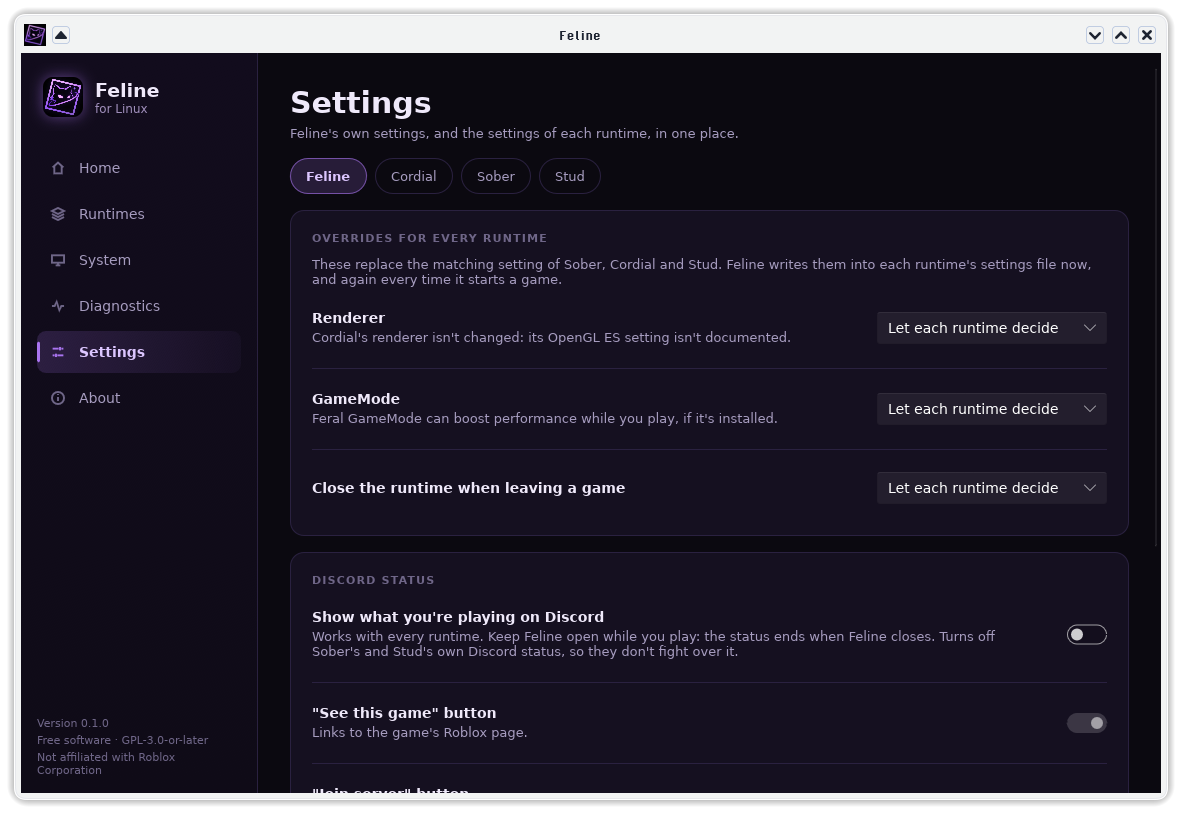 Feline
Feline
for Linux
Home
Runtimes
System
Diagnostics
Settings
About
Version 0.1.0
Free software · GPL-3.0-or-later
Not affiliated with Roblox
Corporation
Settings
Feline's own settings, and the settings of each runtime, in one place.
Feline
Cordial
Sober
Stud
OVERRIDES FOR EVERY RUNTIME
These replace the matching setting of Sober, Cordial and Stud. Feline writes them into each runtime's settings file now,
and again every time it starts a game.
Renderer
Cordial's renderer isn't changed: its OpenGL ES setting isn't documented.
Let each runtime decide
GameMode
Feral GameMode can boost performance while you play, if it's installed.
Let each runtime decide
Close the runtime when leaving a game
Let each runtime decide
DISCORD STATUS
Show what you're playing on Discord
Works with every runtime. Keep Feline open while you play: the status ends when Feline closes. Turns off
Sober's and Stud's own Discord status, so they don't fight over it.
"See this game" button
Links to the game's Roblox page.
"Join server" button